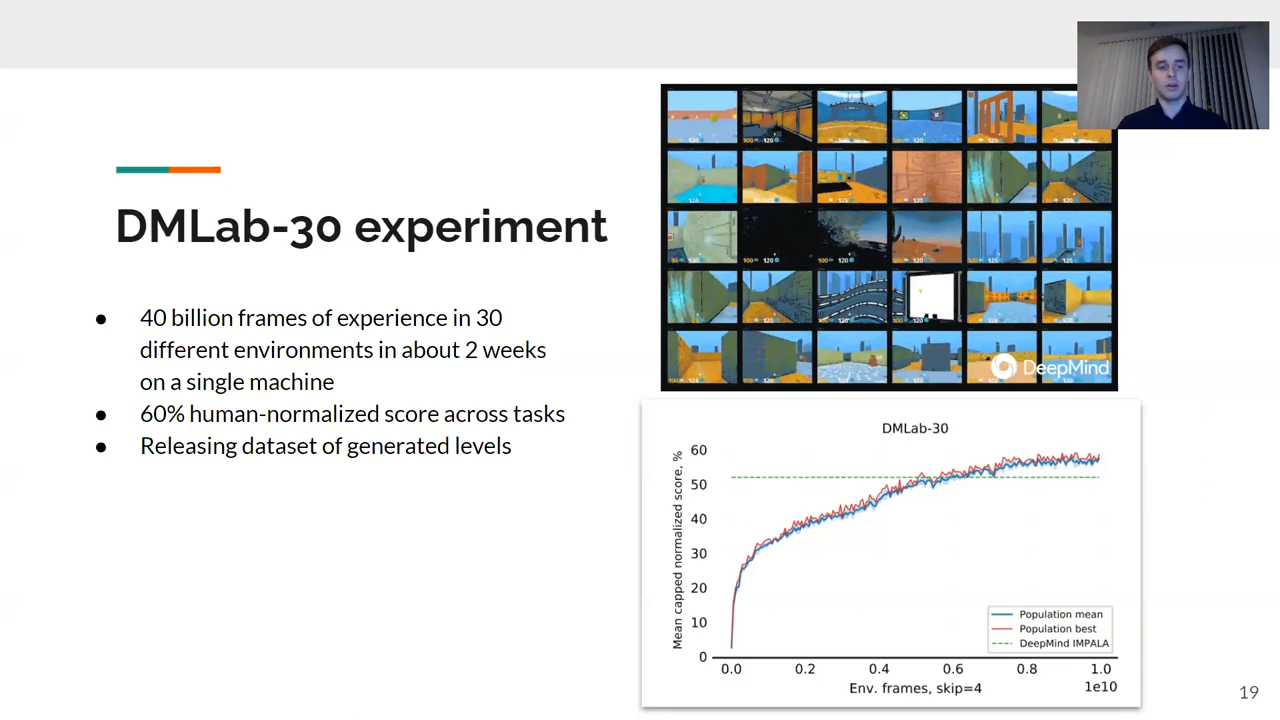 DMLab-30 experiment
● 40 billion frames of experience in 30
different environments in about 2 weeks
on a single machine
● 60% human-normalized score across tasks
● Releasing dataset of generated levels
DeepMind
DMLab-30
Mean capped normalized score, %
60
50
40
30
20
10
0
0.0 0.2 0.4 0.6 0.8 1.0
1e10
Env. frames, skip=4
Population mean
Population best
DeepMind IMPALA
19